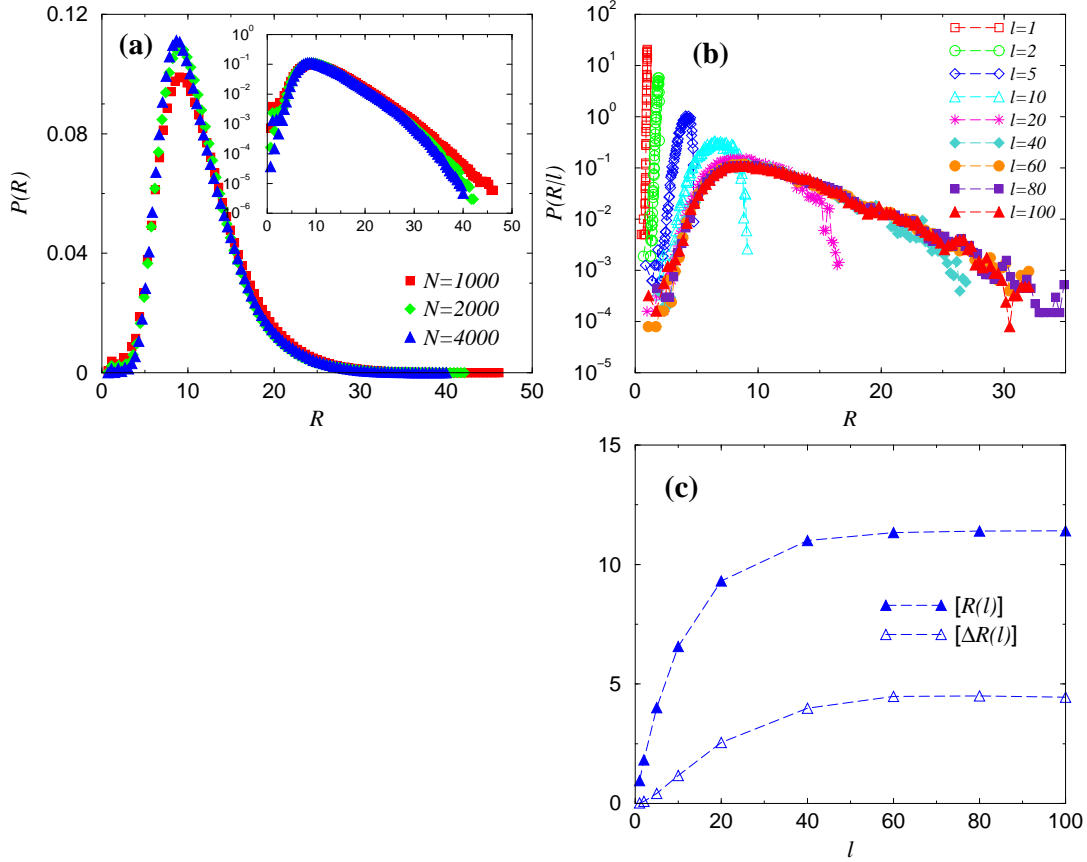 (a)
P(R)
0.12
0.08
0.04
0
0 10 20 30 40 50
R
10^0
10^-1
10^-2
10^-3
10^-4
10^-5
10^-6
0 10 20 30 40 50
N=1000
N=2000
N=4000
(b)
P(R/l)
10^2
10^1
10^0
10^-1
10^-2
10^-3
10^-4
10^-5
0 10 20 30
R
l=1
l=2
l=5
l=10
l=20
l=40
l=60
l=80
l=100
(c)
15
10
5
0
0 20 40 60 80 100
l
[R(l)]
[ΔR(l)]